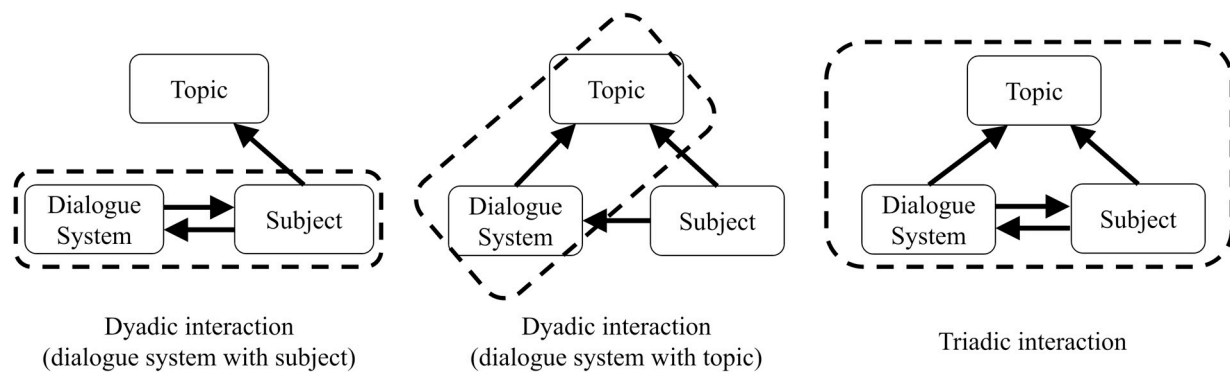 Topic
Dialogue
System
Subject
Dyadic interaction
(dialogue system with subject)
Topic
Dialogue
System
Subject
Dyadic interaction
(dialogue system with topic)
Topic
Dialogue
System
Subject
Triadic interaction